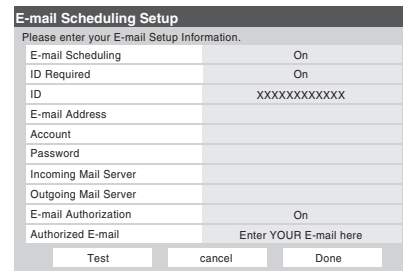 E-mail Scheduling Setup
Please enter your E-mail Setup Information.
E-mail Scheduling On
ID Required On
ID XXXXXXXXXXXX
E-mail Address
Account
Password
Incoming Mail Server
Outgoing Mail Server
E-mail Authorization On
Authorized E-mail Enter YOUR E-mail here
Test cancel Done